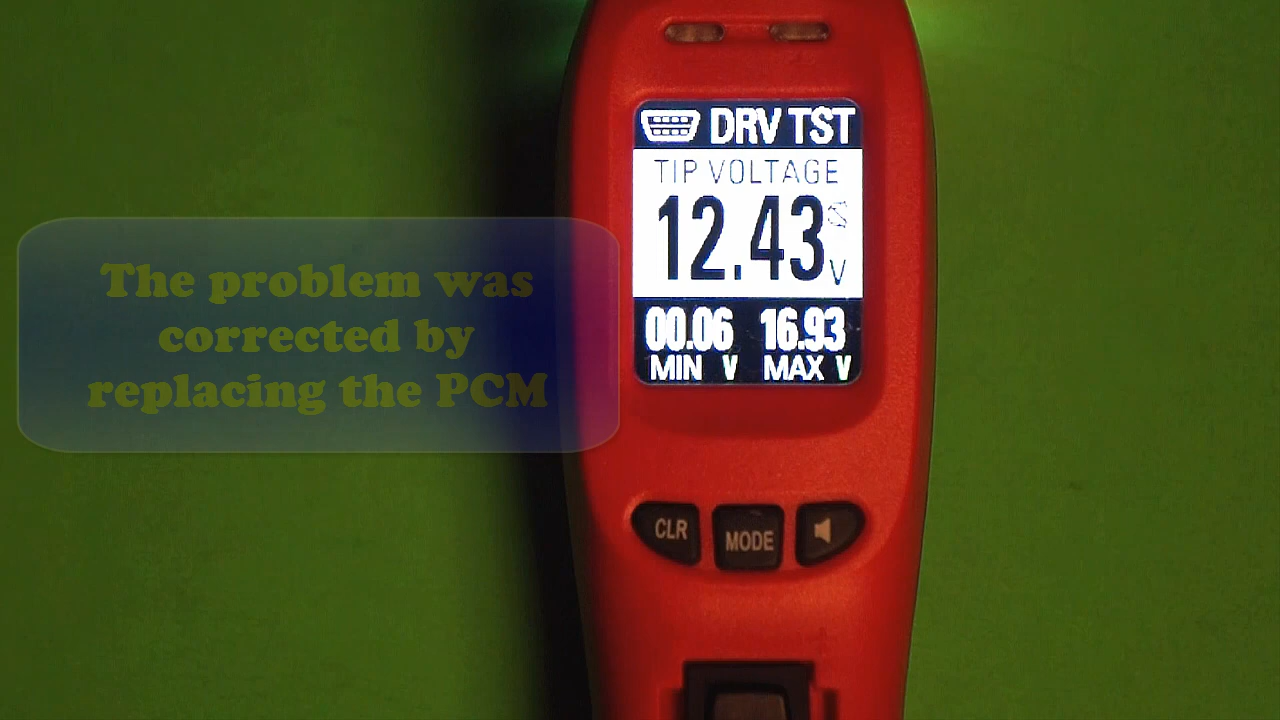 DRV TST
TIP VOLTAGE
12.43 V
00.06 16.93
MIN V MAX V
The problem was
corrected by
replacing the PCM
CLR
MODE